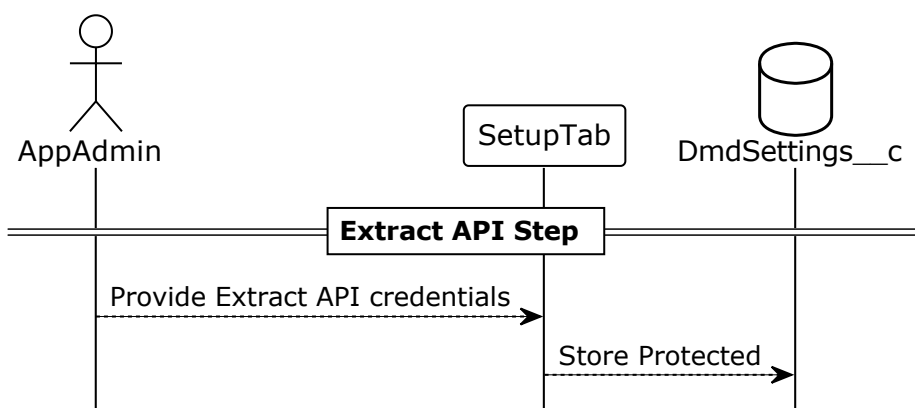 AppAdmin
SetupTab
DmdSettings__c
Extract API Step
Provide Extract API credentials
Store Protected